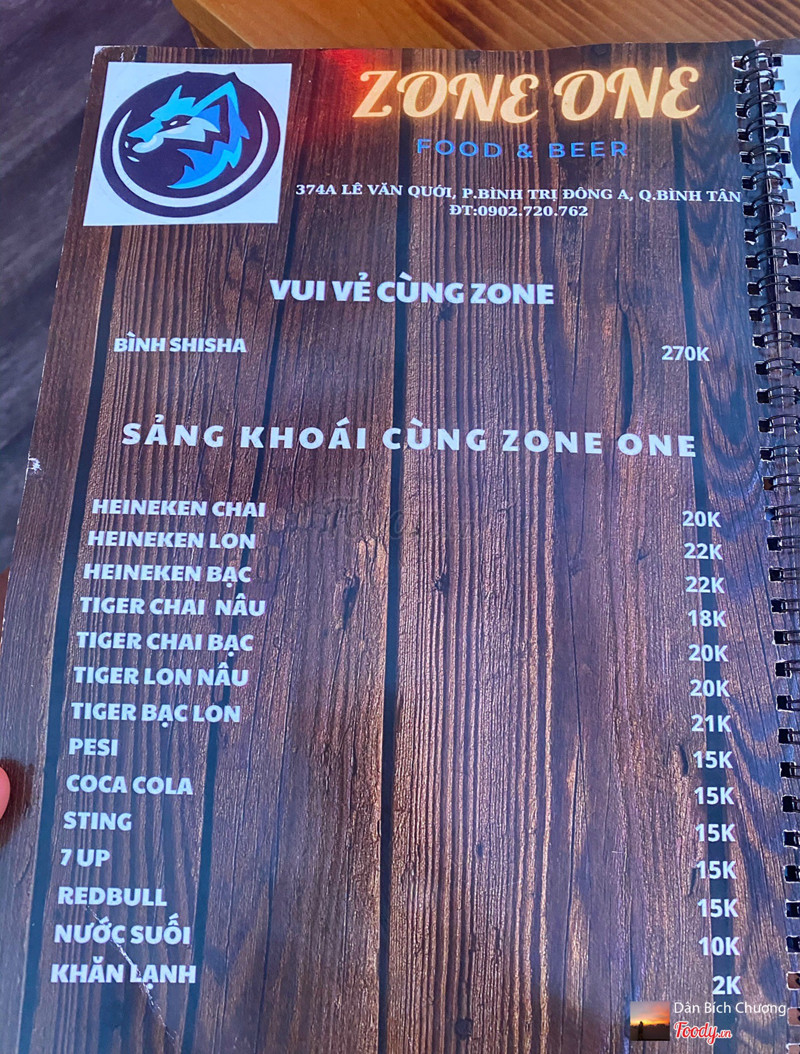 ZONE ONE
FOOD & BEER
374A LÊ VĂN QUỚI, P.BÌNH TRỊ ĐÔNG A, Q.BÌNH TÂN
ĐT:0902.720.762
VUI VẺ CÙNG ZONE
BÌNH SHISHA 270K
SẢNG KHOÁI CÙNG ZONE ONE
HEINEKEN CHAI 20K
HEINEKEN LON 22K
HEINEKEN BẠC 22K
TIGER CHAI NÂU 18K
TIGER CHAI BẠC 20K
TIGER LON NÂU 20K
TIGER BẠC LON 21K
PESI 15K
COCA COLA 15K
STING 15K
7 UP 15K
REDBULL 15K
NƯỚC SUỐI 10K
KHĂN LẠNH 2K
Dân Bích Chượng
Foody.vn